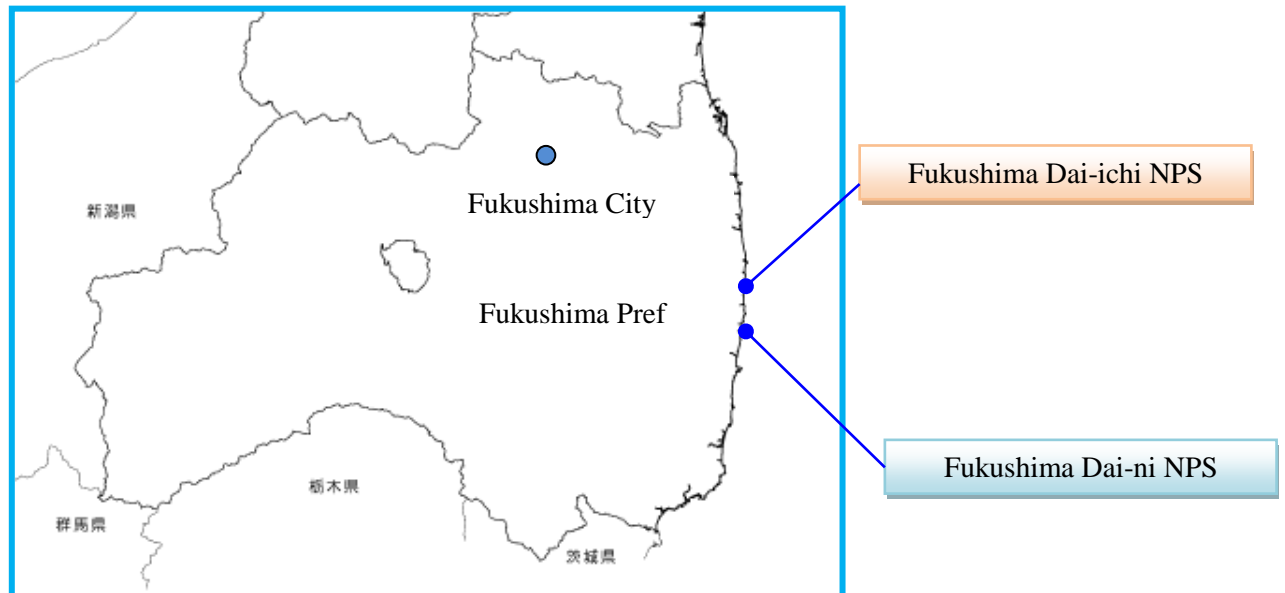 Fukushima Dai-ichi NPS
Fukushima City
新潟県
Fukushima Pref
Fukushima Dai-ni NPS
栃木県
群馬県
茨城県